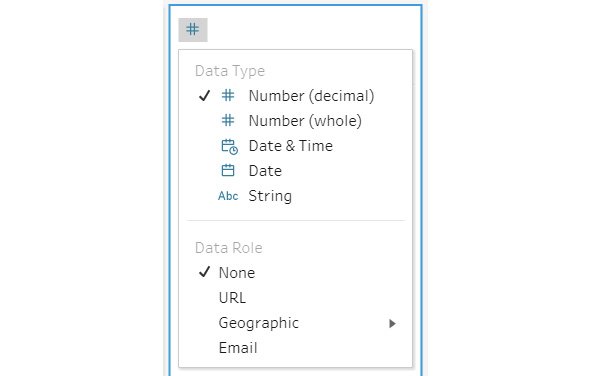 #
Data Type
# Number (decimal)
# Number (whole)
Date & Time
Date
Abc String
Data Role
None
URL
Geographic
Email